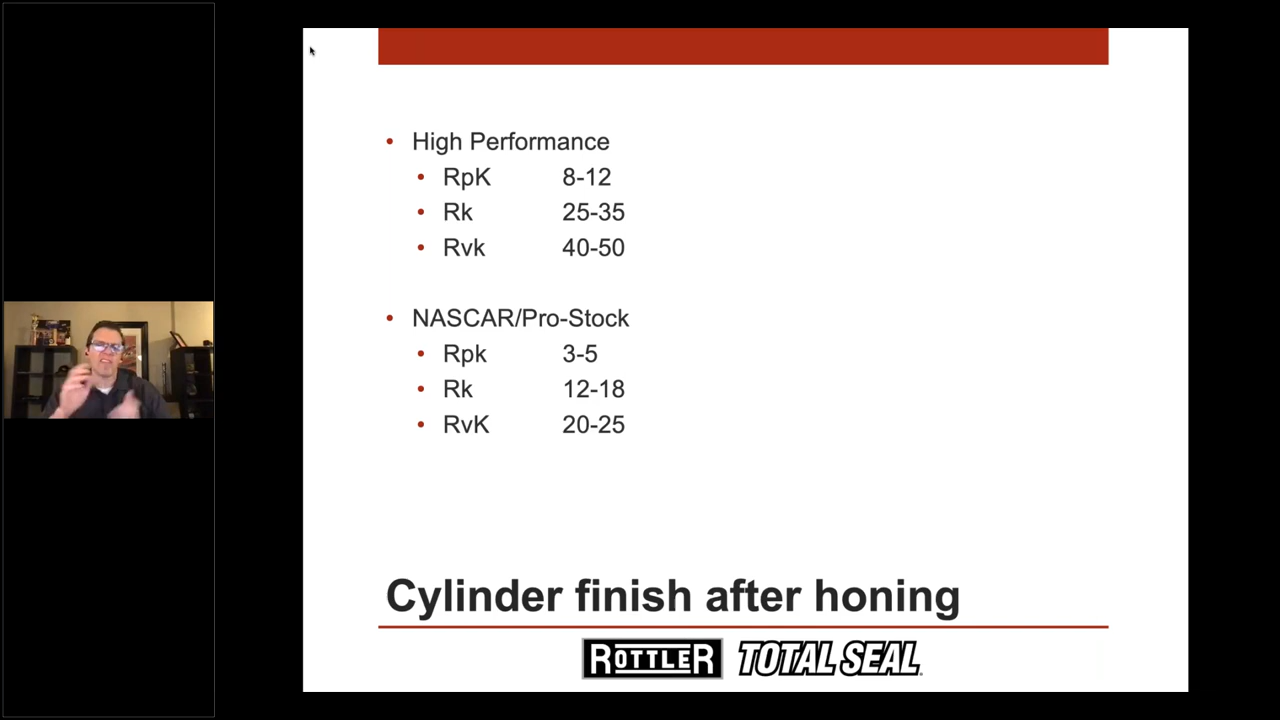 High Performance
RpK 8-12
Rk 25-35
Rvk 40-50
NASCAR/Pro-Stock
Rpk 3-5
Rk 12-18
RvK 20-25
Cylinder finish after honing
ROTTLER TOTAL SEAL